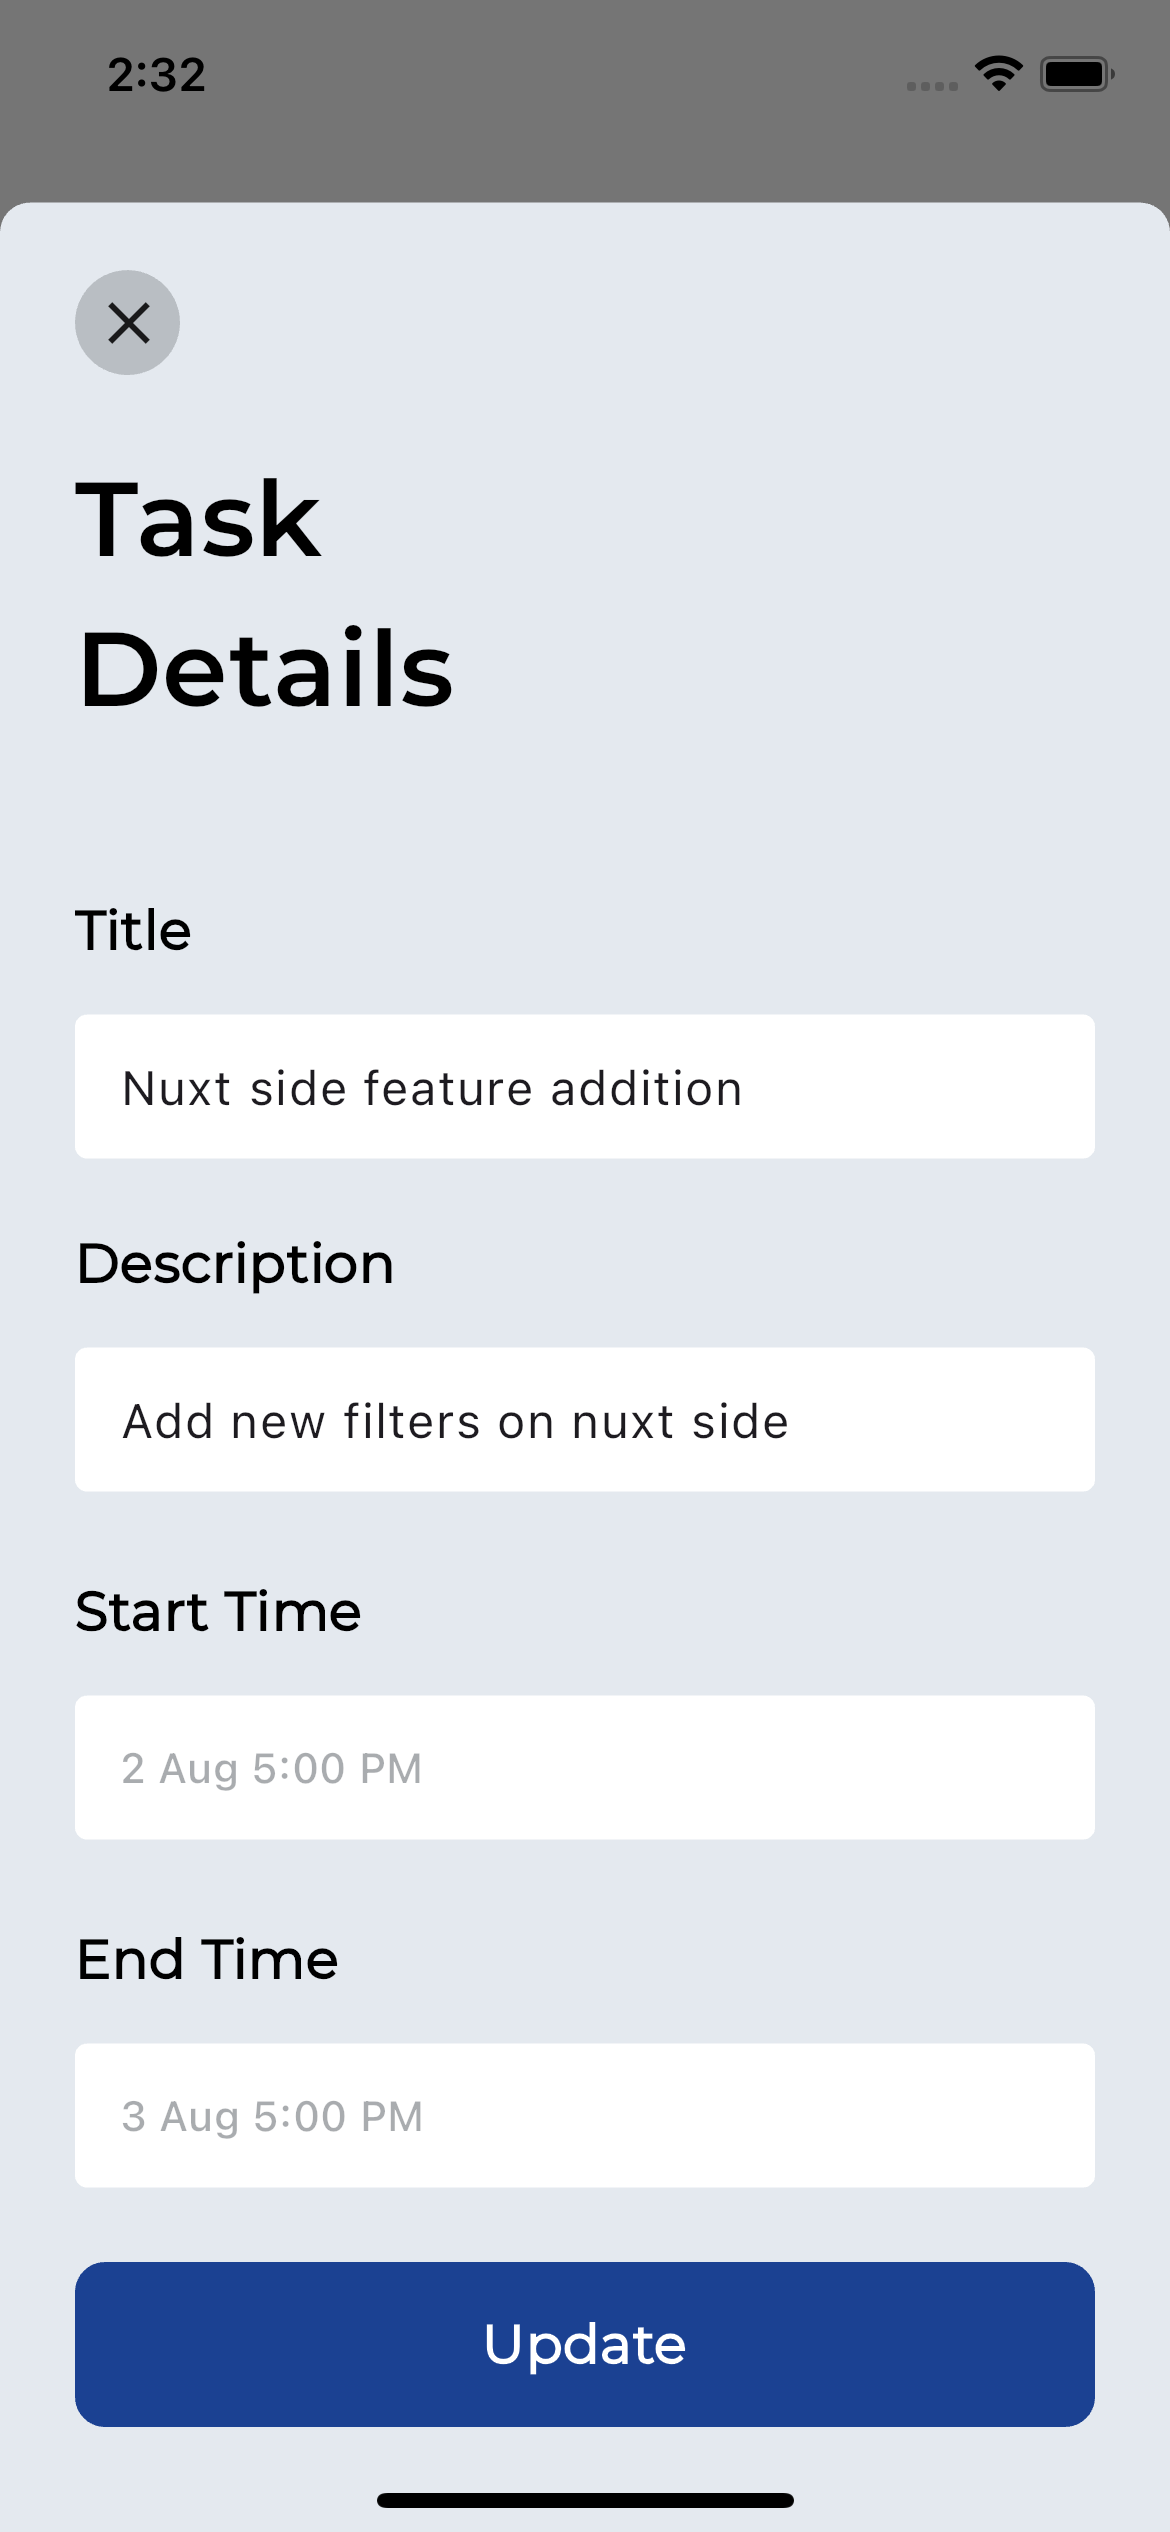 2:32
Task
Details
Title
Nuxt side feature addition
Description
Add new filters on nuxt side
Start Time
2 Aug 5:00 PM
End Time
3 Aug 5:00 PM
Update